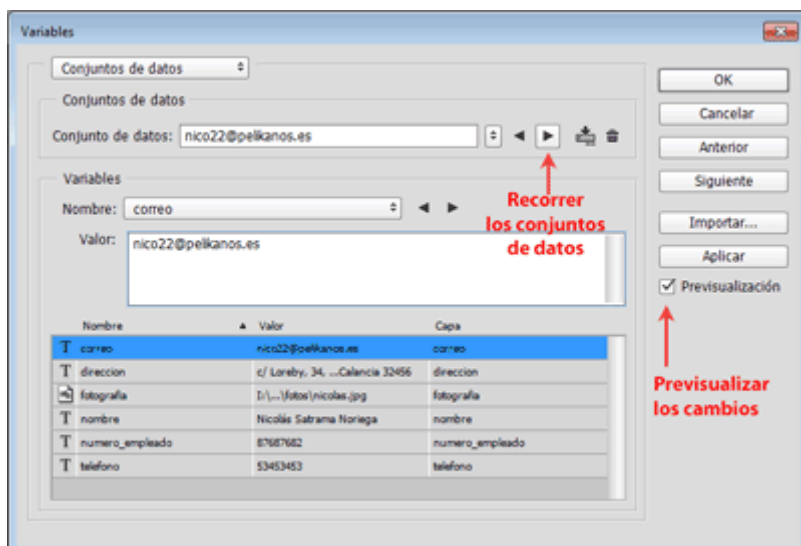 Variables
Conjuntos de datos
Conjuntos de datos
Conjunto de datos: nico22@pelikanos.es
Variables
Nombre: correo
Valor: nico22@pelikanos.es
Nombre Valor Capa
T correo nico22@pelikanos.es correo
T direccion c/ Loreby, 34, ...Calancia 32456 direccion
fotografia D:\...\fotos\nicolas.jpg fotografia
T nombre Nicolás Satrama Noriega nombre
T numero_empleado 87687682 numero_empleado
T telefono 53453453 telefono
OK
Cancelar
Anterior
Siguiente
Importar...
Aplicar
Previsualización
Recorrer
los conjuntos
de datos
Previsualizar
los cambios